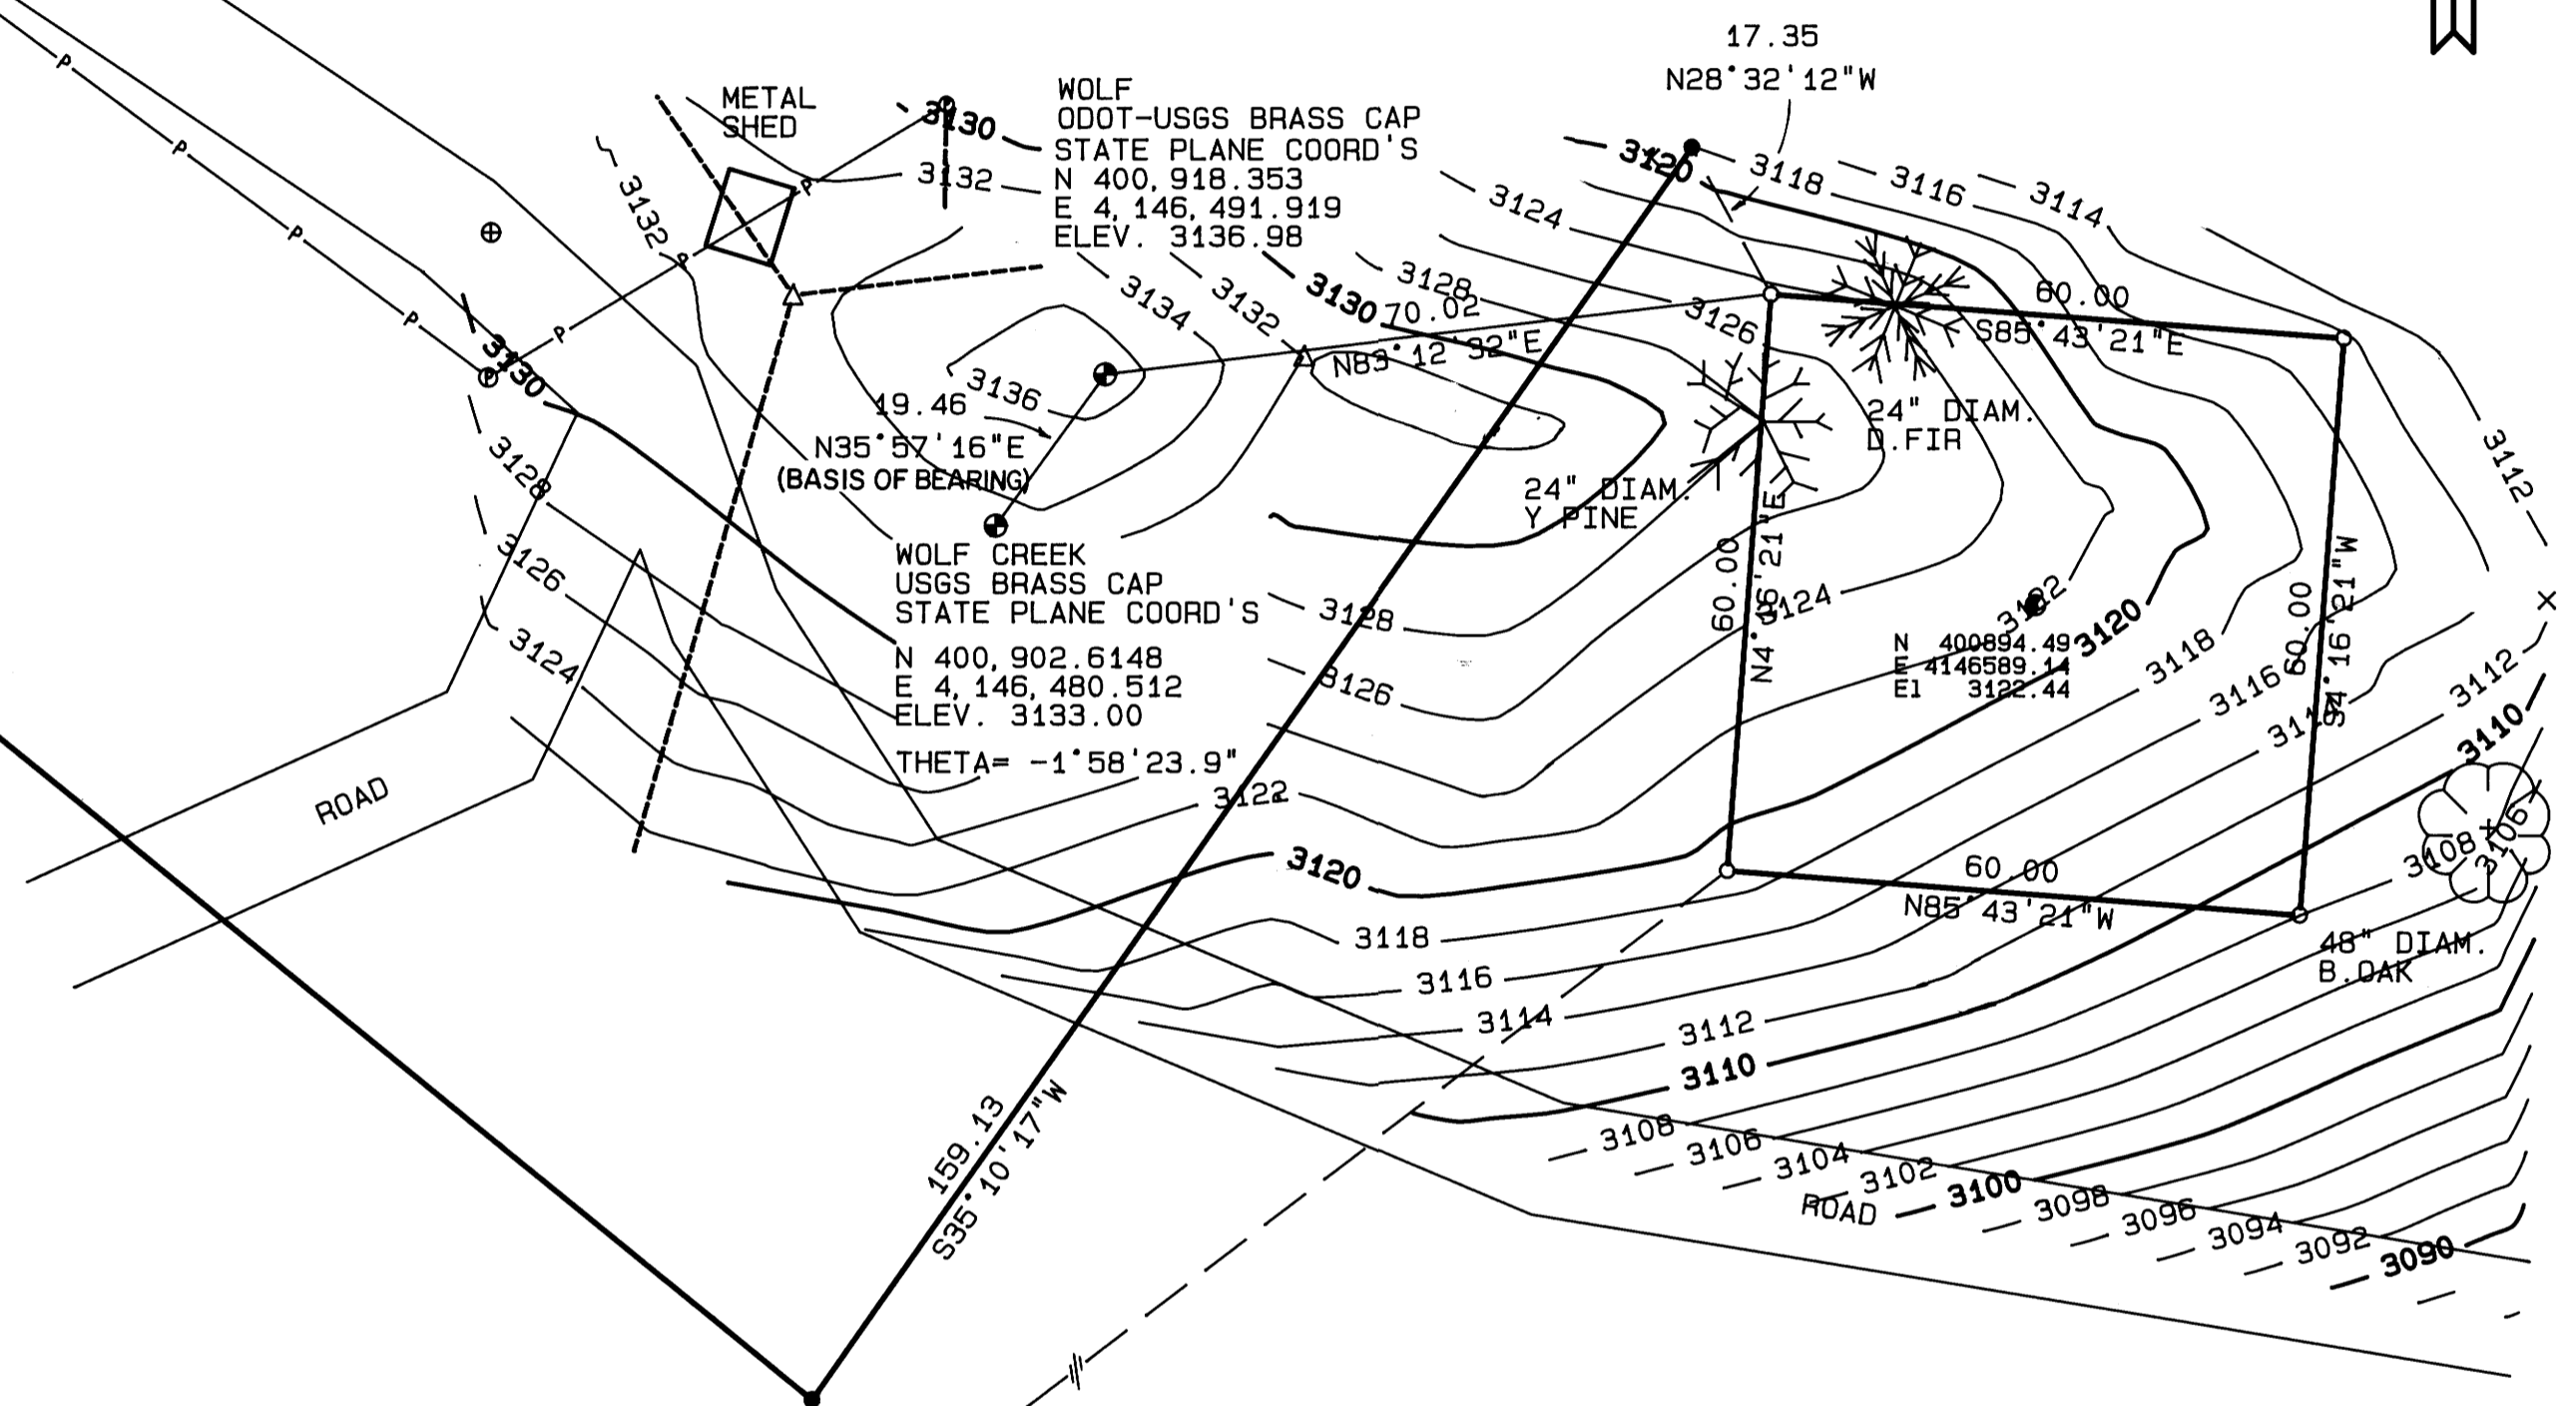 17.35
N28°32'12"W
METAL
SHED
WOLF
ODOT-USGS BRASS CAP
STATE PLANE COORD'S
N 400,918.353
E 4,146,491.919
ELEV. 3136.98
3130
3132
3132
3120
3118
3116
3114
3124
3128
3134
3132
3130
70.02
N83°12'32"E
3126
60.00
S85°43'21"E
P
P
P
P
P
P
P
P
3130
3136
19.46
N35°57'16"E
(BASIS OF BEARING)
24" DIAM.
D.FIR
24" DIAM.
Y PINE
3112
3128
3126
3124
WOLF CREEK
USGS BRASS CAP
STATE PLANE COORD'S
N 400,902.6148
E 4,146,480.512
ELEV. 3133.00
THETA= -1°58'23.9"
3128
3126
60.00
N4°16'21"E
3124
3122
3120
N 400894.49
E 4146589.14
El 3122.44
3118
3116
3114
60.00
S4°16'21"W
3112
3110
3108
3106
ROAD
3122
3120
60.00
N85°43'21"W
3118
3116
3114
3112
3110
48" DIAM.
B.OAK
159.13
S35°10'17"W
3108
3106
3104
3102
3100
3098
3096
3094
3092
3090
ROAD